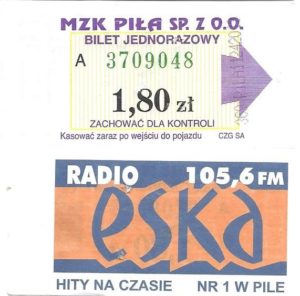 MZK PIŁA SP. Z O.O.
BILET JEDNORAZOWY
A 3709048
1,80 zł
ZACHOWAĆ DLA KONTROLI
Kasować zaraz po wejściu do pojazdu CZG SA
RADIO 105,6 FM
eska
HITY NA CZASIE NR 1 W PILE